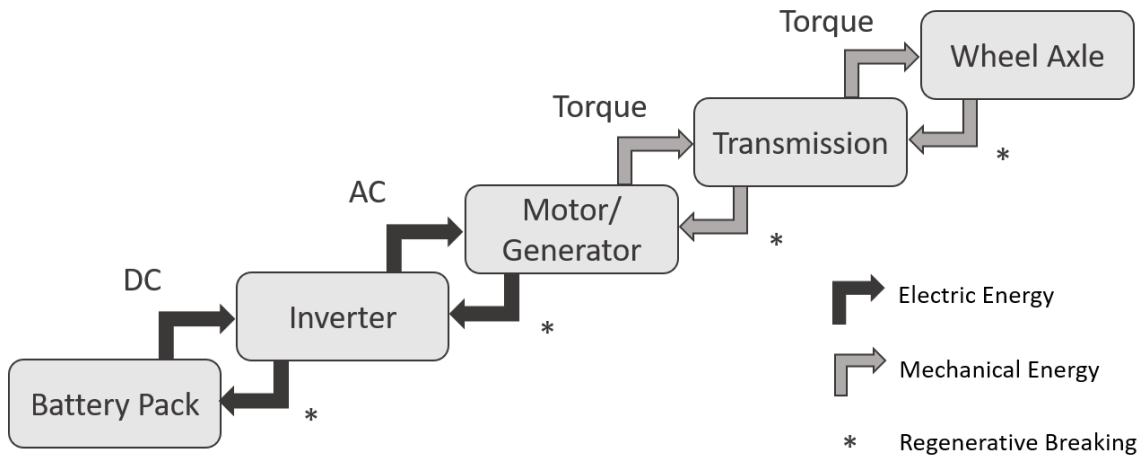 Torque
Wheel Axle
Torque
Transmission
*
AC
Motor/
Generator
*
DC
Inverter
*
Battery Pack
*
Electric Energy
Mechanical Energy
* Regenerative Breaking